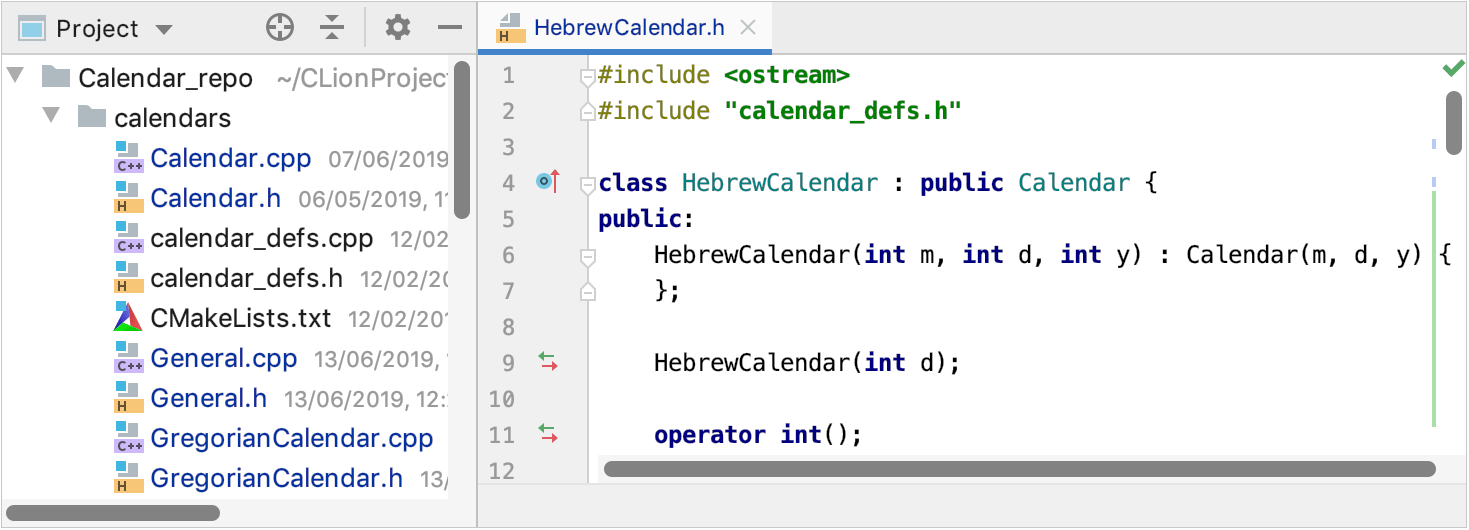 Project
Calendar_repo ~/CLionProject
calendars
C++ Calendar.cpp 07/06/2019
H Calendar.h 06/05/2019, 11
C++ calendar_defs.cpp 12/02
H calendar_defs.h 12/02/20
CMakeLists.txt 12/02/201
C++ General.cpp 13/06/2019,
H General.h 13/06/2019, 12:
C++ GregorianCalendar.cpp
H GregorianCalendar.h 13/
H HebrewCalendar.h
1 #include <ostream>
2 #include "calendar_defs.h"
3
4 class HebrewCalendar : public Calendar {
5 public:
6 HebrewCalendar(int m, int d, int y) : Calendar(m, d, y) {
7 };
8
9 HebrewCalendar(int d);
10
11 operator int();
12